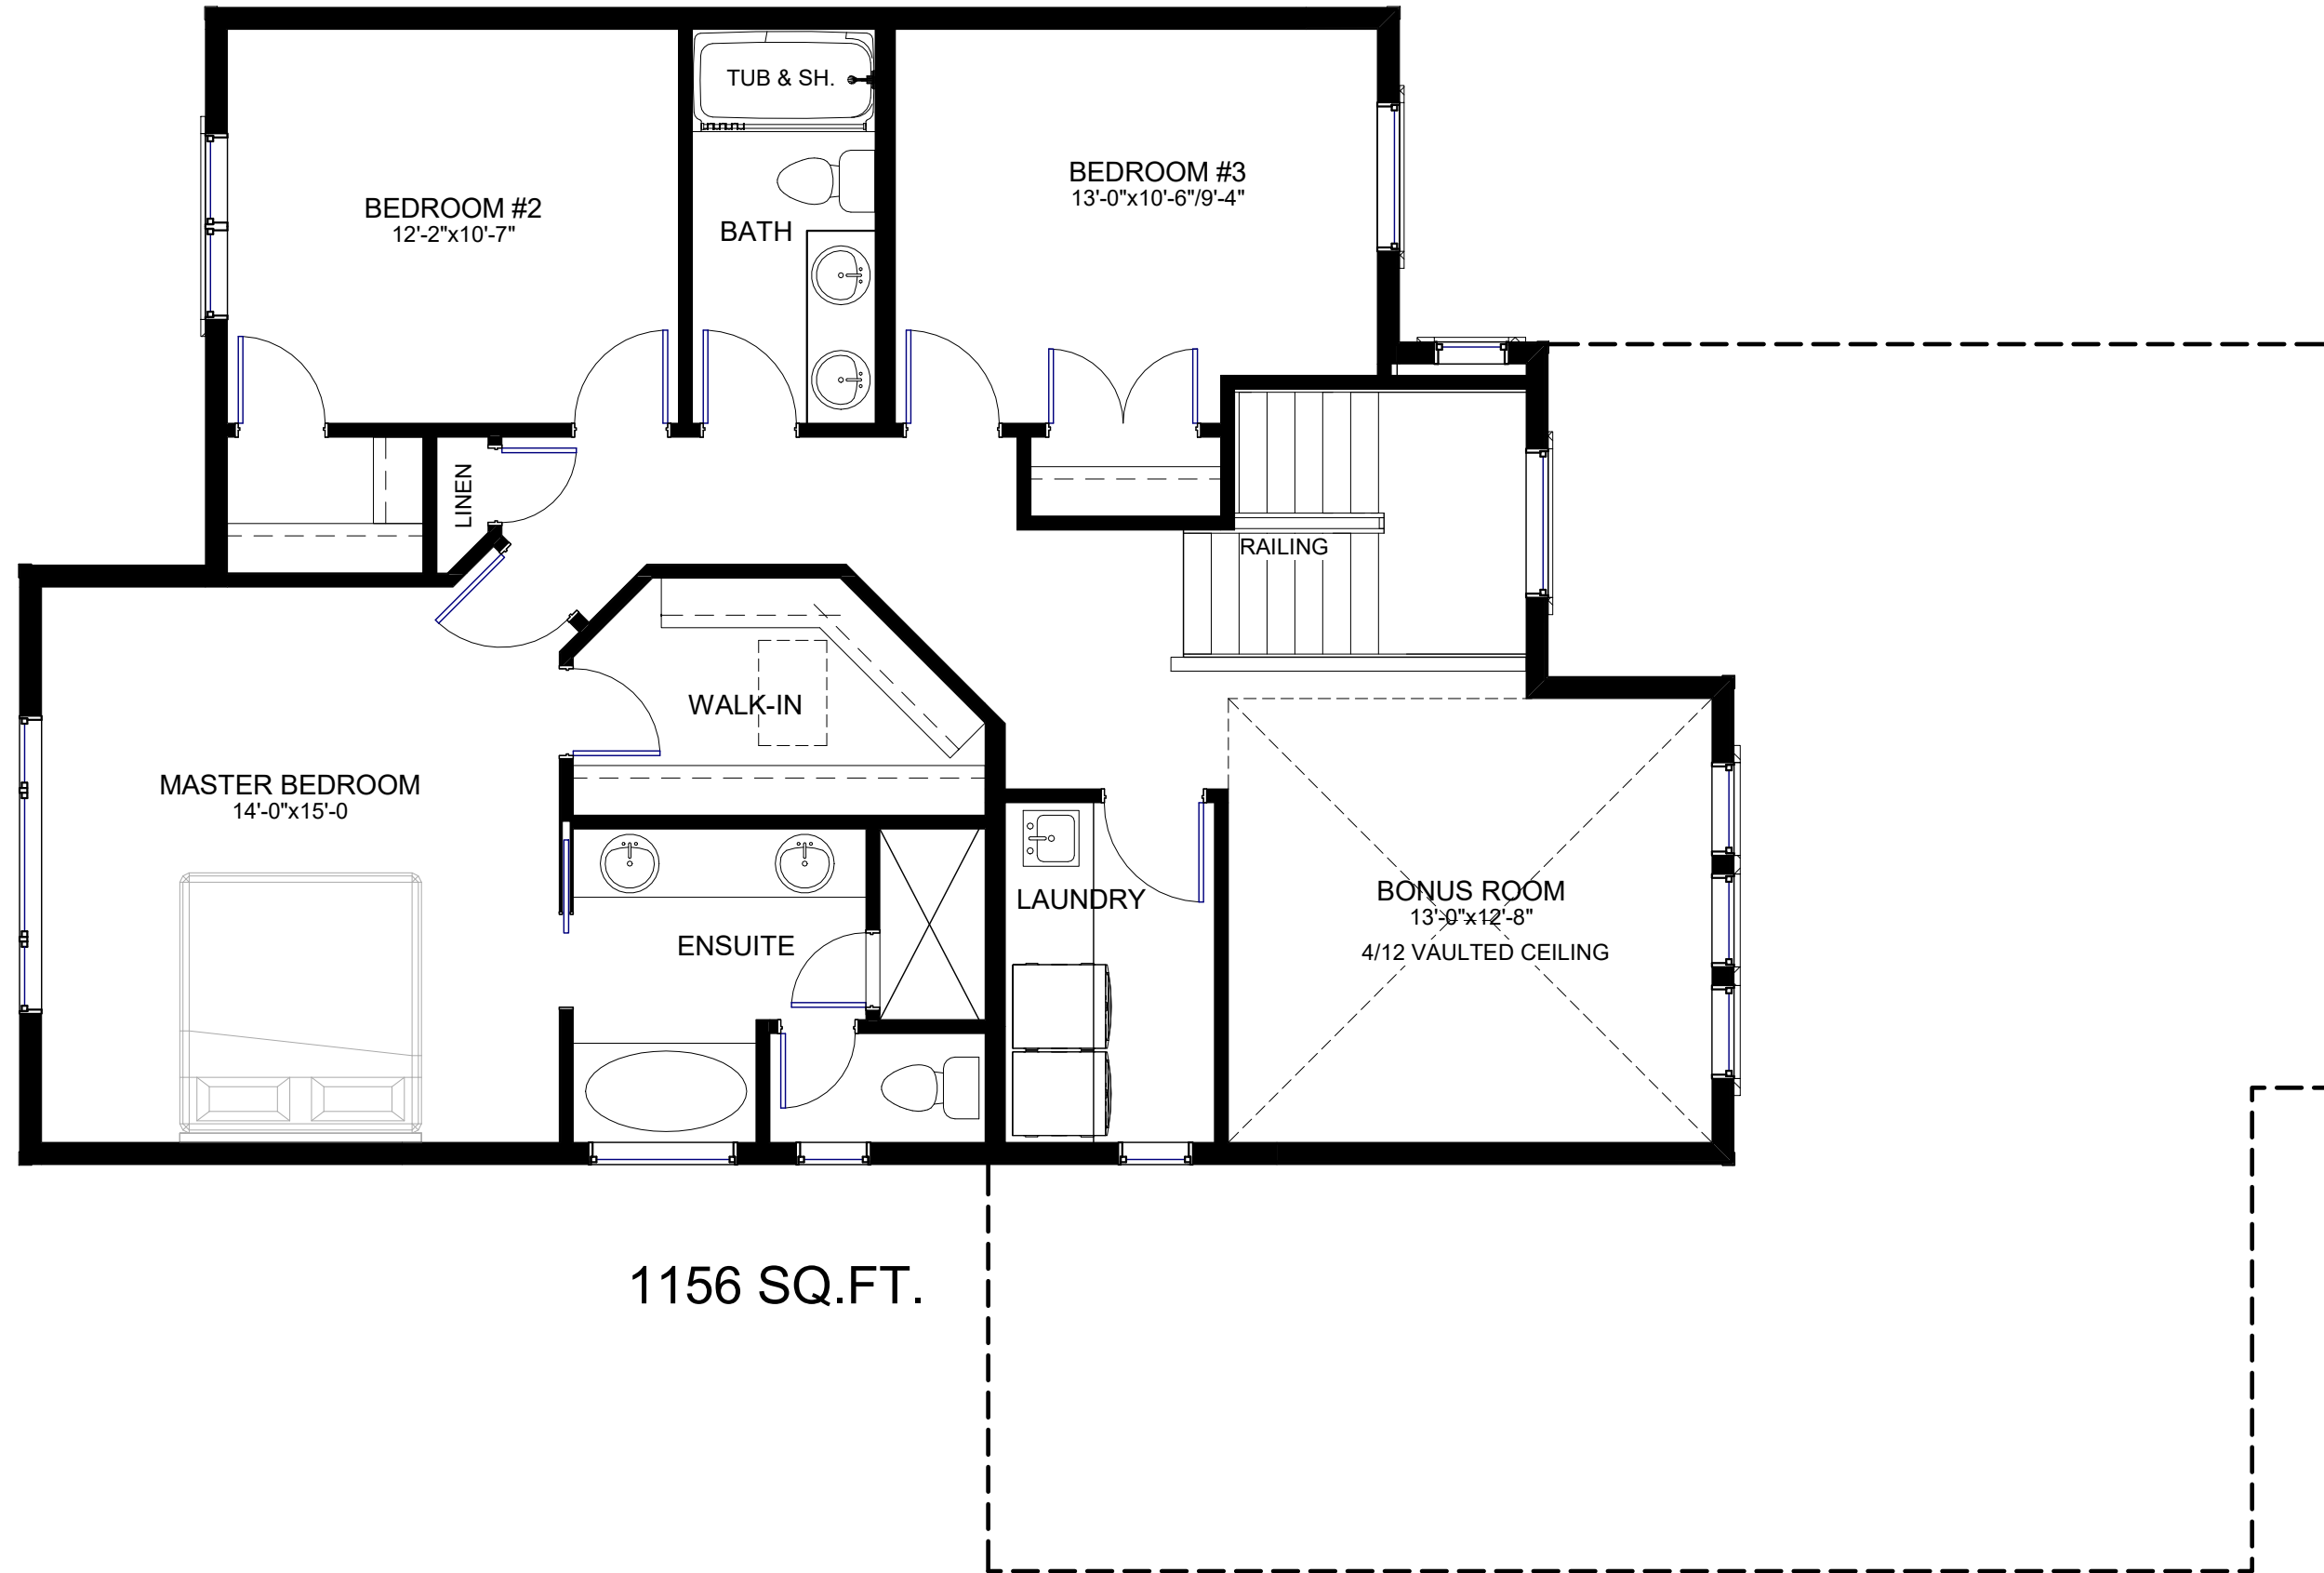 TUB & SH.
BEDROOM #2
12'-2"x10'-7"
BATH
BEDROOM #3
13'-0"x10'-6"/9'-4"
LINEN
RAILING
WALK-IN
MASTER BEDROOM
14'-0"x15'-0
ENSUITE
LAUNDRY
BONUS ROOM
13'-0"x12'-8"
4/12 VAULTED CEILING
1156 SQ.FT.